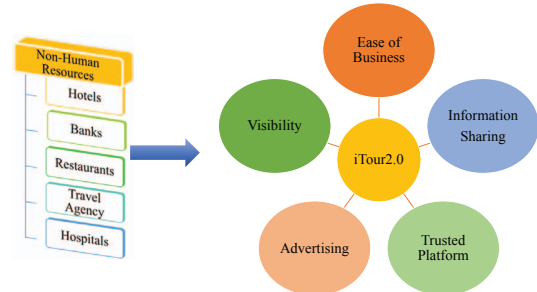 Non-Human
Resources
Hotels
Banks
Restaurants
Travel
Agency
Hospitals
Ease of
Business
Visibility
Information
Sharing
iTour2.0
Advertising
Trusted
Platform